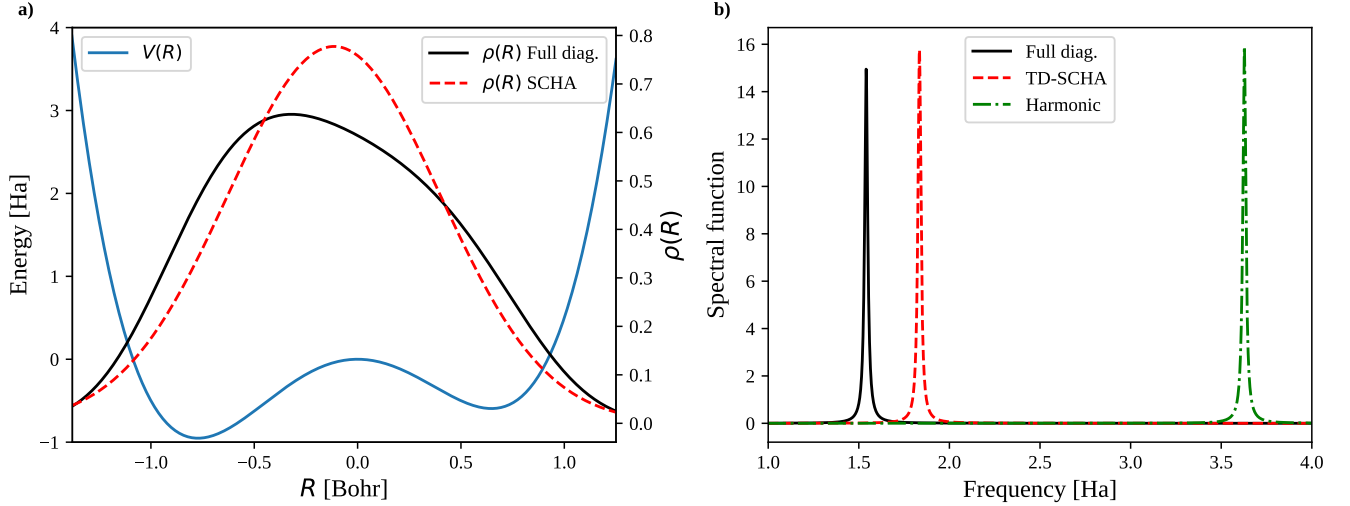 a)
V(R)
ρ(R) Full diag.
ρ(R) SCHA
Energy [Ha]
4
3
2
1
0
−1
−1.0
−0.5
0.0
0.5
1.0
R [Bohr]
0.8
0.7
0.6
0.5
0.4
0.3
0.2
0.1
0.0
ρ(R)
b)
Full diag.
TD-SCHA
Harmonic
Spectral function
16
14
12
10
8
6
4
2
0
1.0
1.5
2.0
2.5
3.0
3.5
4.0
Frequency [Ha]